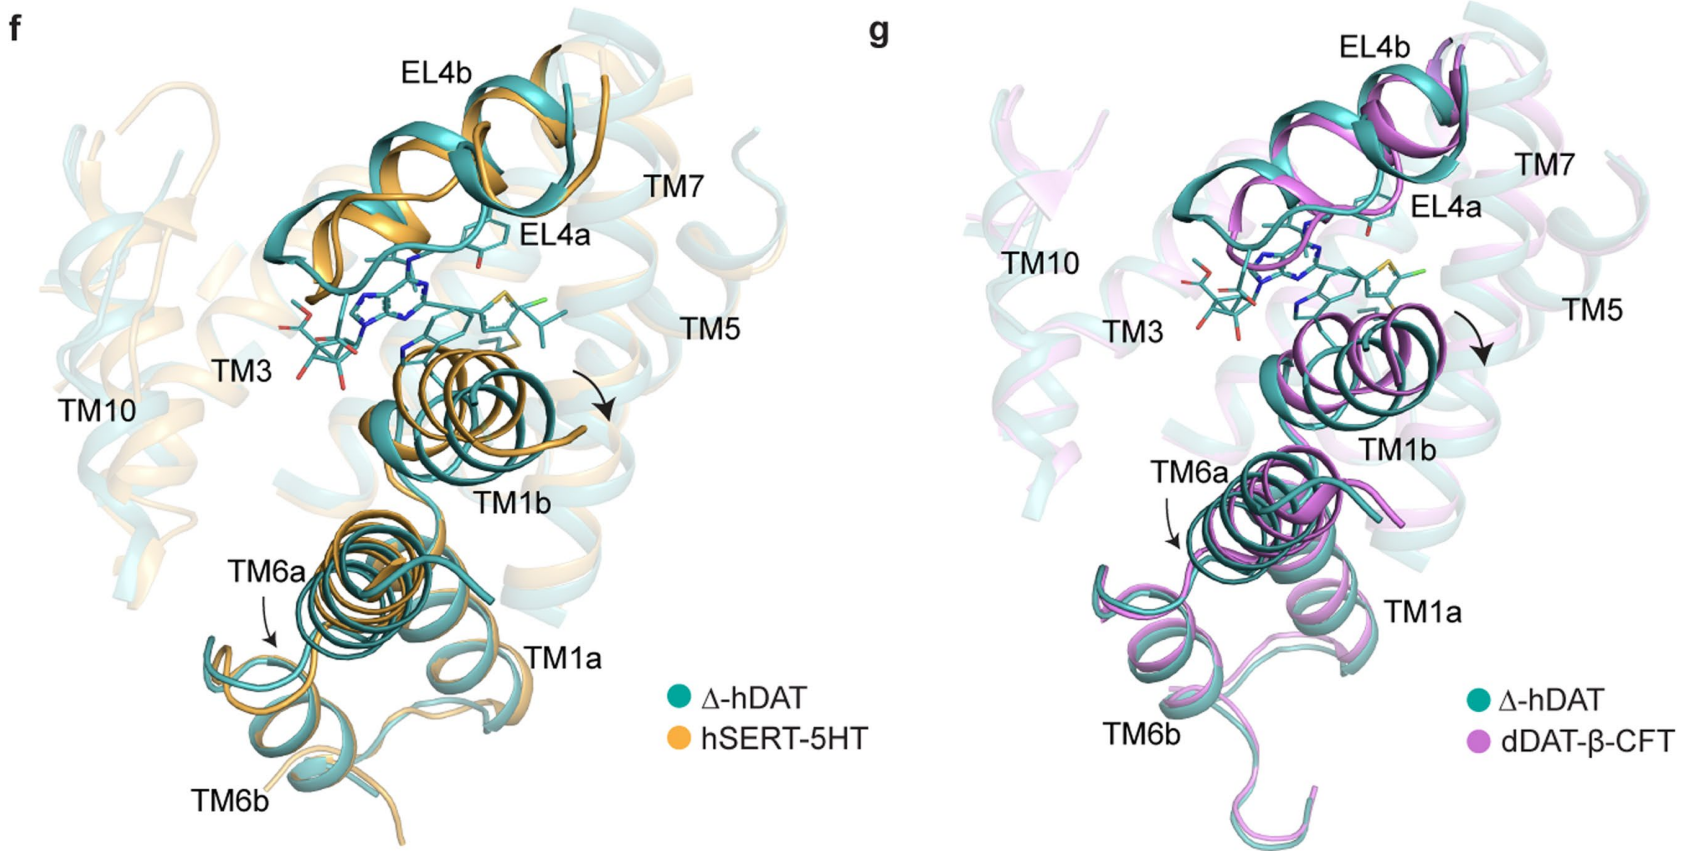 f
EL4b
TM7
EL4a
TM5
TM3
TM10
TM1b
TM6a
TM1a
Δ-hDAT
hSERT-5HT
TM6b
g
EL4b
TM7
EL4a
TM10
TM5
TM3
TM1b
TM6a
TM1a
Δ-hDAT
dDAT-β-CFT
TM6b